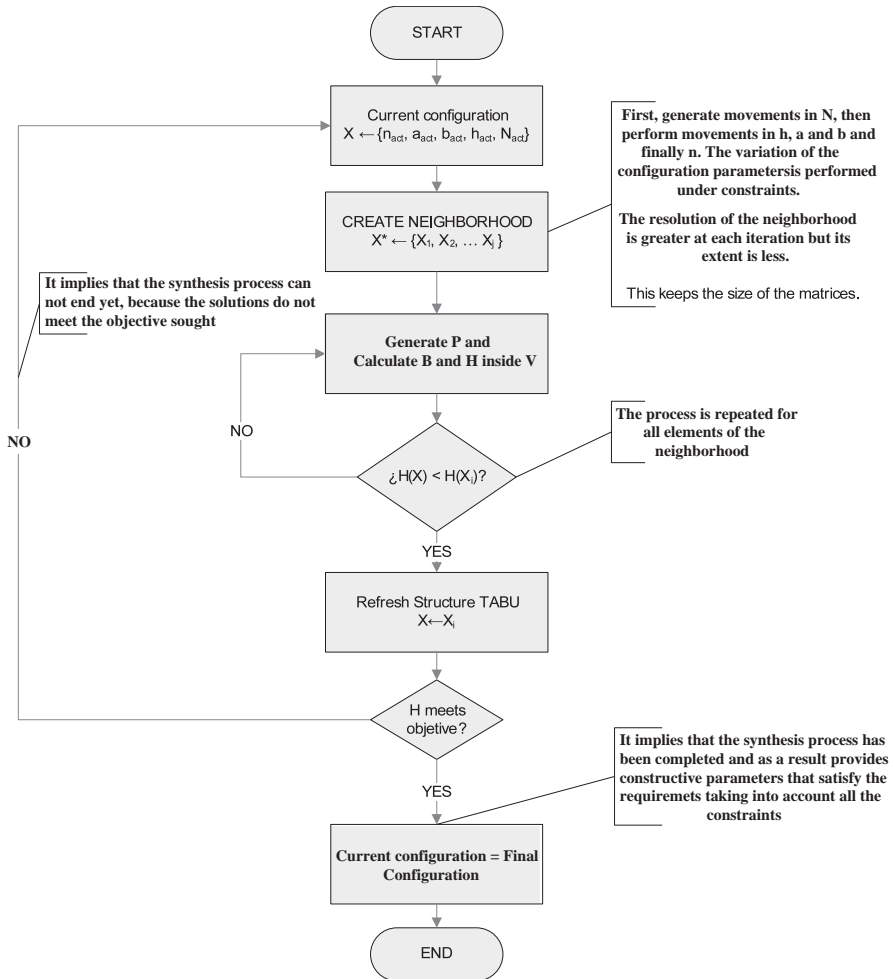 START
Current configuration
X ← {n_act, a_act, b_act, h_act, N_act}
First, generate movements in N, then
perform movements in h, a and b and
finally n. The variation of the
configuration parametersis performed
under constraints.
The resolution of the neighborhood
is greater at each iteration but its
extent is less.
This keeps the size of the matrices.
CREATE NEIGHBORHOOD
X* ← {X₁, X₂, ... Xⱼ }
It implies that the synthesis process can
not end yet, because the solutions do not
meet the objective sought
Generate P and
Calculate B and H inside V
NO
NO
The process is repeated for
all elements of the
neighborhood
¿H(X) < H(Xᵢ)?
YES
Refresh Structure TABU
X←Xᵢ
H meets
objetive?
YES
It implies that the synthesis process has
been completed and as a result provides
constructive parameters that satisfy the
requiremets taking into account all the
constraints
Current configuration = Final
Configuration
END